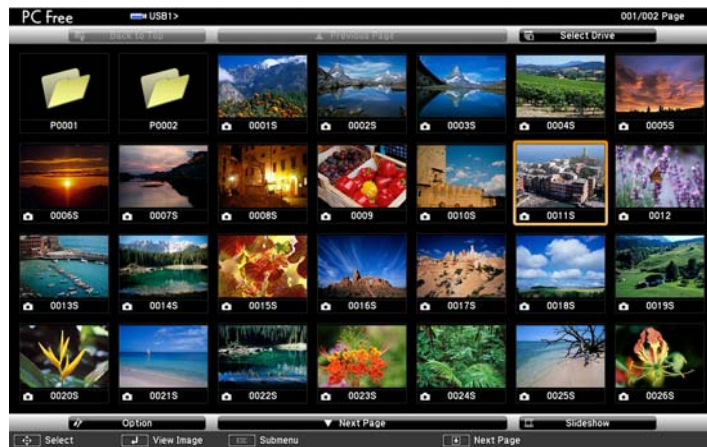 PC Free USB1> 001/002 Page
Back to Top Previous Page Select Drive
P0001 P0002 0001S 0002S 0003S 0004S 0005S
0006S 0007S 0008S 0009 0010S 0011S 0012
0013S 0014S 0015S 0016S 0017S 0018S 0019S
0020S 0021S 0022S 0023S 0024S 0025S 0026S
Option Next Page Slideshow
Select View Image Esc Submenu Next Page